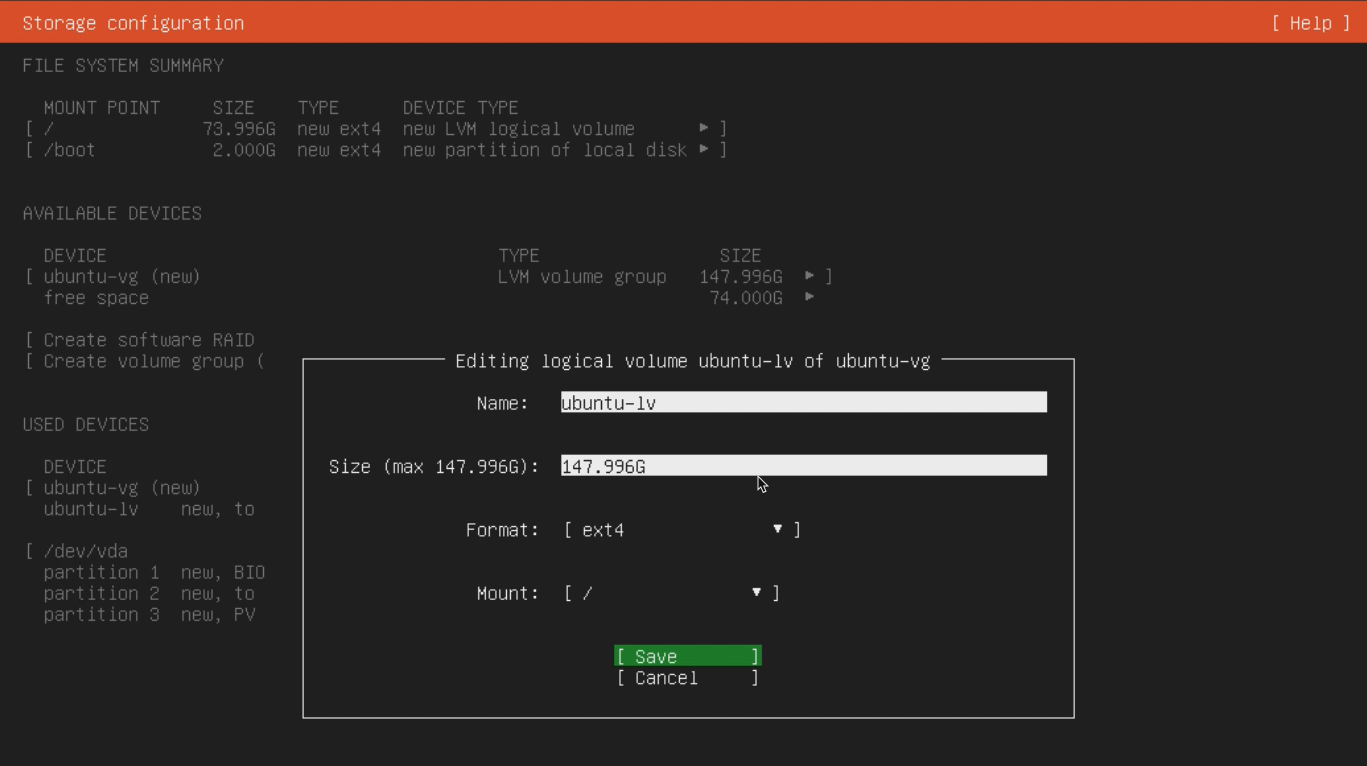 Storage configuration [ Help ]
FILE SYSTEM SUMMARY
MOUNT POINT SIZE TYPE DEVICE TYPE
[ / 73.996G new ext4 new LVM logical volume ▸ ]
[ /boot 2.000G new ext4 new partition of local disk ▸ ]
AVAILABLE DEVICES
DEVICE TYPE SIZE
[ ubuntu-vg (new) LVM volume group 147.996G ▸ ]
free space 74.000G ▸
[ Create software RAID
[ Create volume group (
Editing logical volume ubuntu-lv of ubuntu-vg
Name: ubuntu-lv
Size (max 147.996G): 147.996G
Format: [ ext4 ▾ ]
Mount: [ / ▾ ]
[ Save ]
[ Cancel ]
USED DEVICES
DEVICE
[ ubuntu-vg (new)
ubuntu-lv new, to
[ /dev/vda
partition 1 new, BIO
partition 2 new, to
partition 3 new, PV